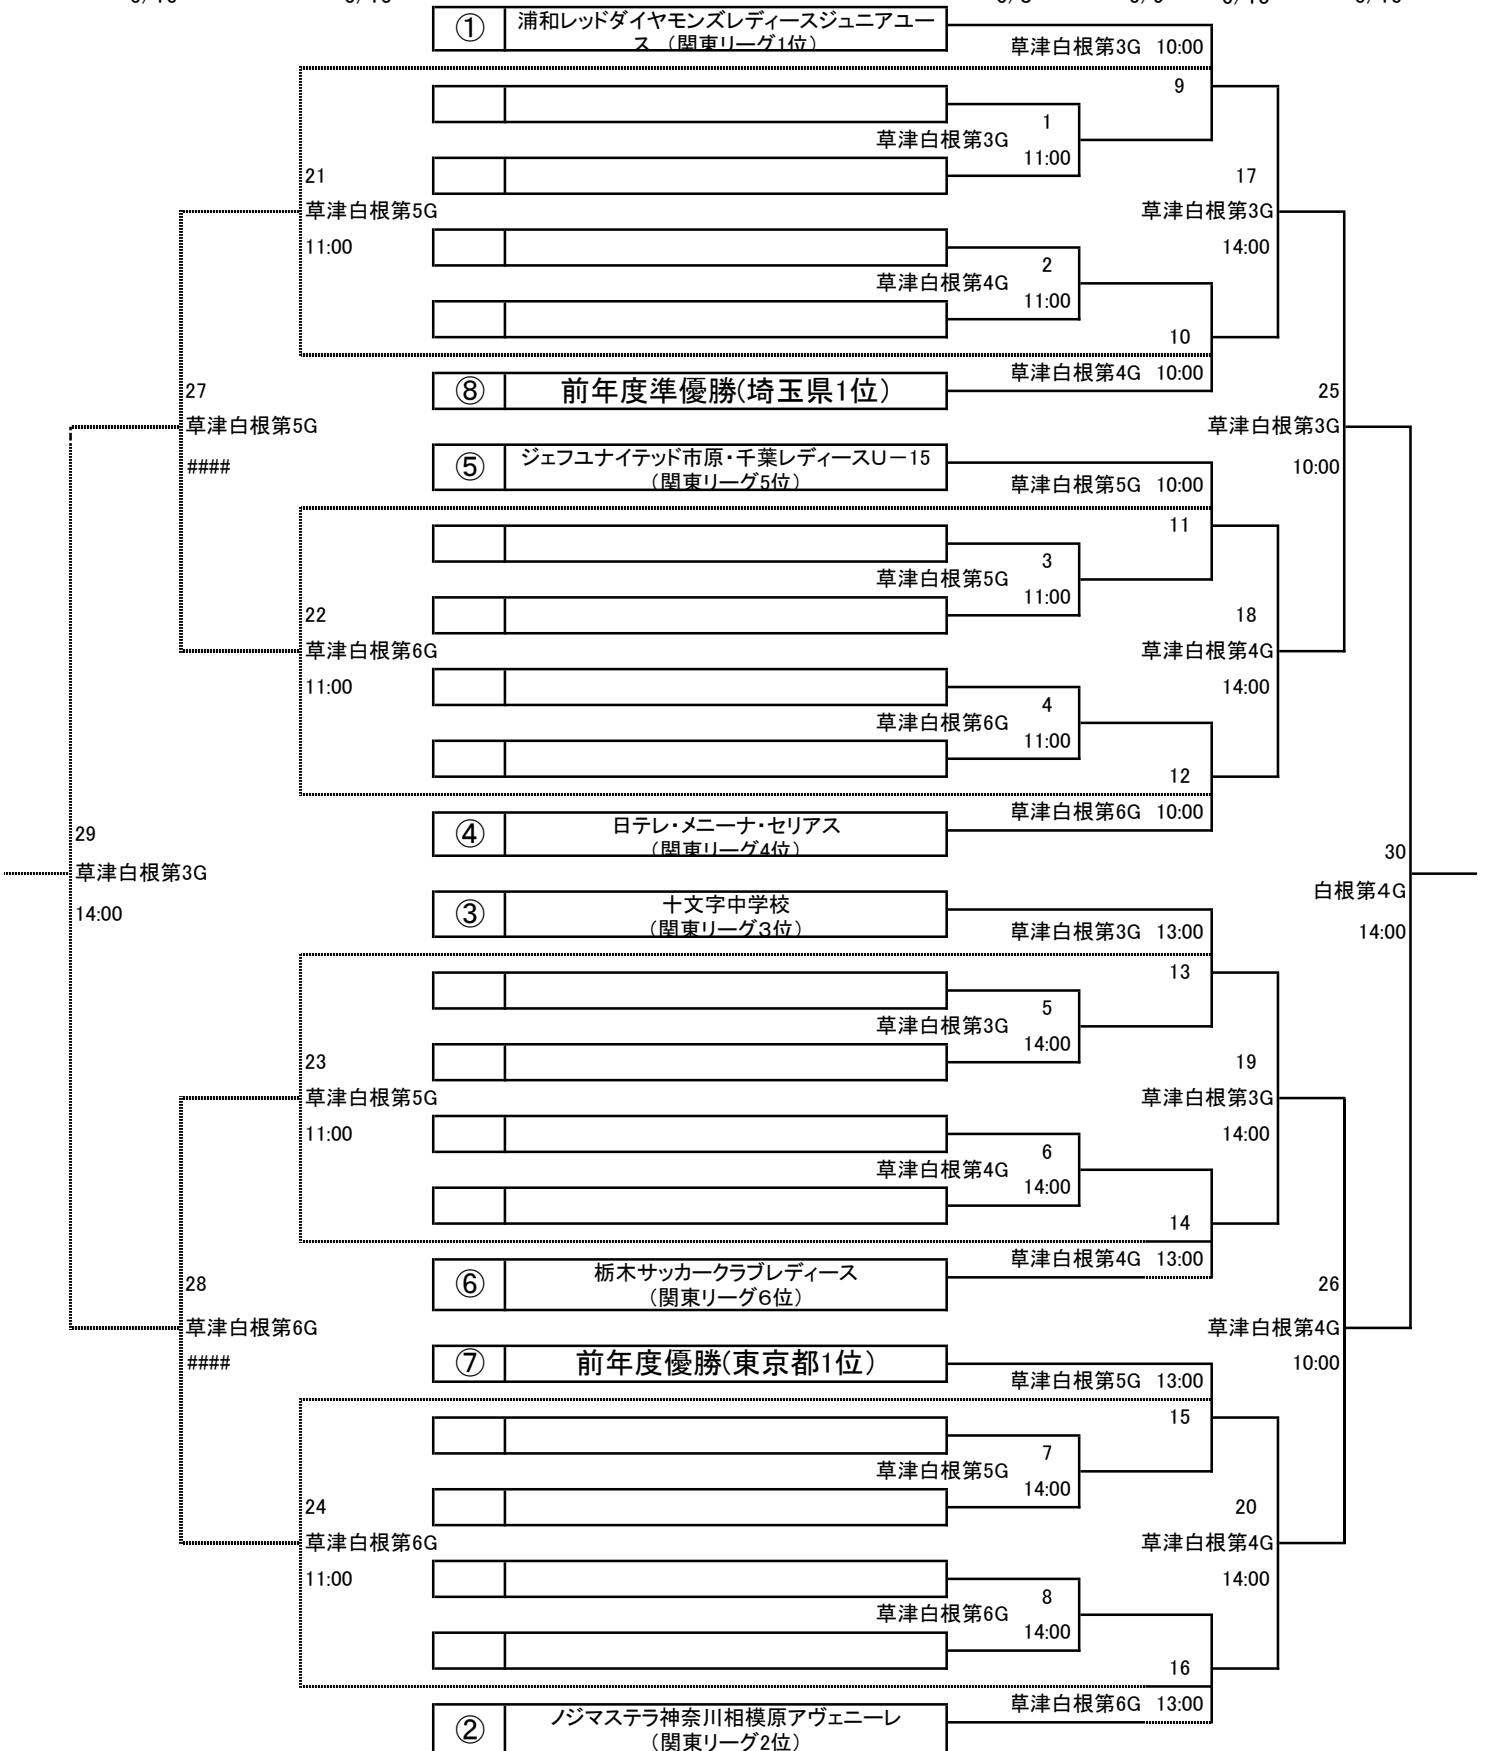 ①
浦和レッドダイヤモンズレディースジュニアユー
ス （関東リーグ1位）
草津白根第3G 10:00
9
1
草津白根第3G
11:00
21
17
草津白根第5G
草津白根第3G
11:00
14:00
2
草津白根第4G
11:00
10
草津白根第4G 10:00
⑧
前年度準優勝(埼玉県1位）
27
25
草津白根第5G
草津白根第3G
####
10:00
⑤
ジェフユナイテッド市原・千葉レディースU－15
（関東リーグ5位）
草津白根第5G 10:00
11
3
草津白根第5G
11:00
22
18
草津白根第6G
草津白根第4G
11:00
14:00
4
草津白根第6G
11:00
12
草津白根第6G 10:00
④
日テレ・メニーナ・セリアス
（関東リーグ4位）
29
30
草津白根第3G
白根第４G
14:00
14:00
③
十文字中学校
（関東リーグ３位）
草津白根第3G 13:00
13
5
草津白根第3G
14:00
23
19
草津白根第5G
草津白根第3G
11:00
14:00
6
草津白根第4G
14:00
14
草津白根第4G 13:00
⑥
栃木サッカークラブレディース
（関東リーグ６位）
28
26
草津白根第6G
草津白根第4G
####
10:00
⑦
前年度優勝(東京都1位）
草津白根第5G 13:00
15
7
草津白根第5G
14:00
24
20
草津白根第6G
草津白根第4G
11:00
14:00
8
草津白根第6G
14:00
16
草津白根第6G 13:00
②
ノジマステラ神奈川相模原アヴェニーレ
（関東リーグ2位）